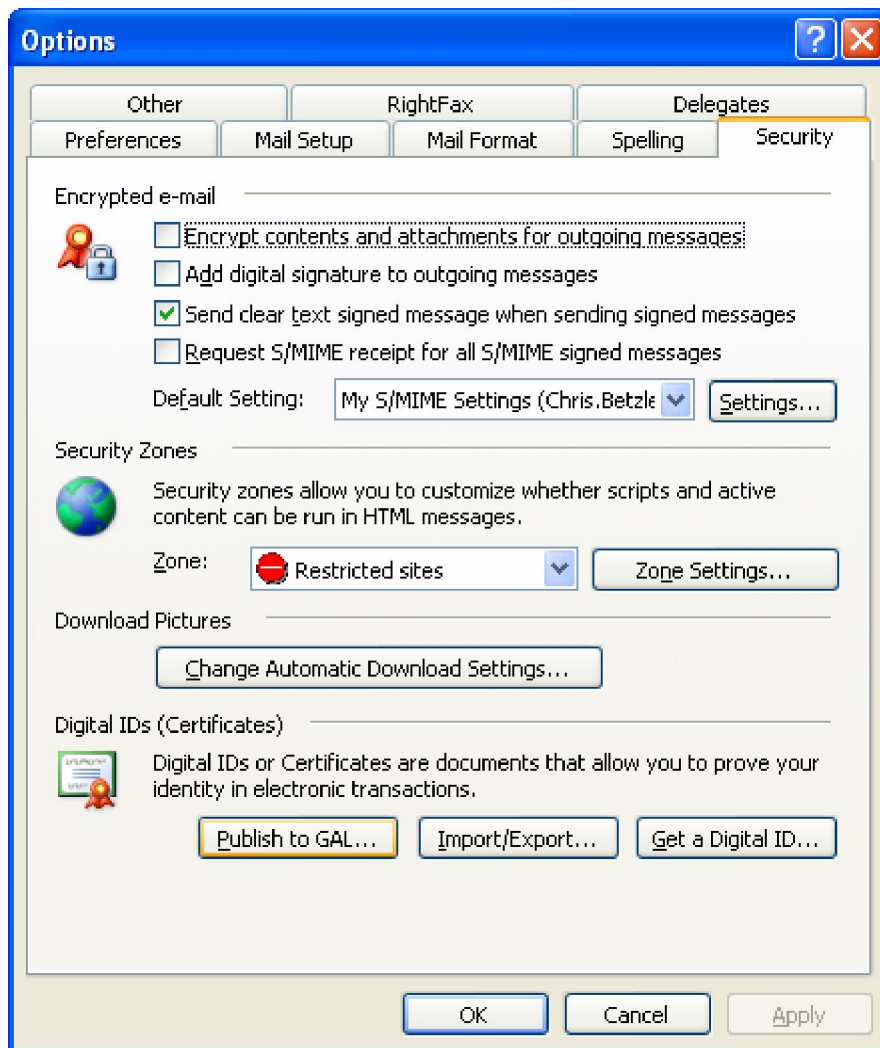 Options
Other RightFax Delegates
Preferences Mail Setup Mail Format Spelling Security
Encrypted e-mail
Encrypt contents and attachments for outgoing messages
Add digital signature to outgoing messages
Send clear text signed message when sending signed messages
Request S/MIME receipt for all S/MIME signed messages
Default Setting: My S/MIME Settings (Chris.Betzle Settings...
Security Zones
Security zones allow you to customize whether scripts and active
content can be run in HTML messages.
Zone: Restricted sites Zone Settings...
Download Pictures
Change Automatic Download Settings...
Digital IDs (Certificates)
Digital IDs or Certificates are documents that allow you to prove your
identity in electronic transactions.
Publish to GAL... Import/Export... Get a Digital ID...
OK Cancel Apply